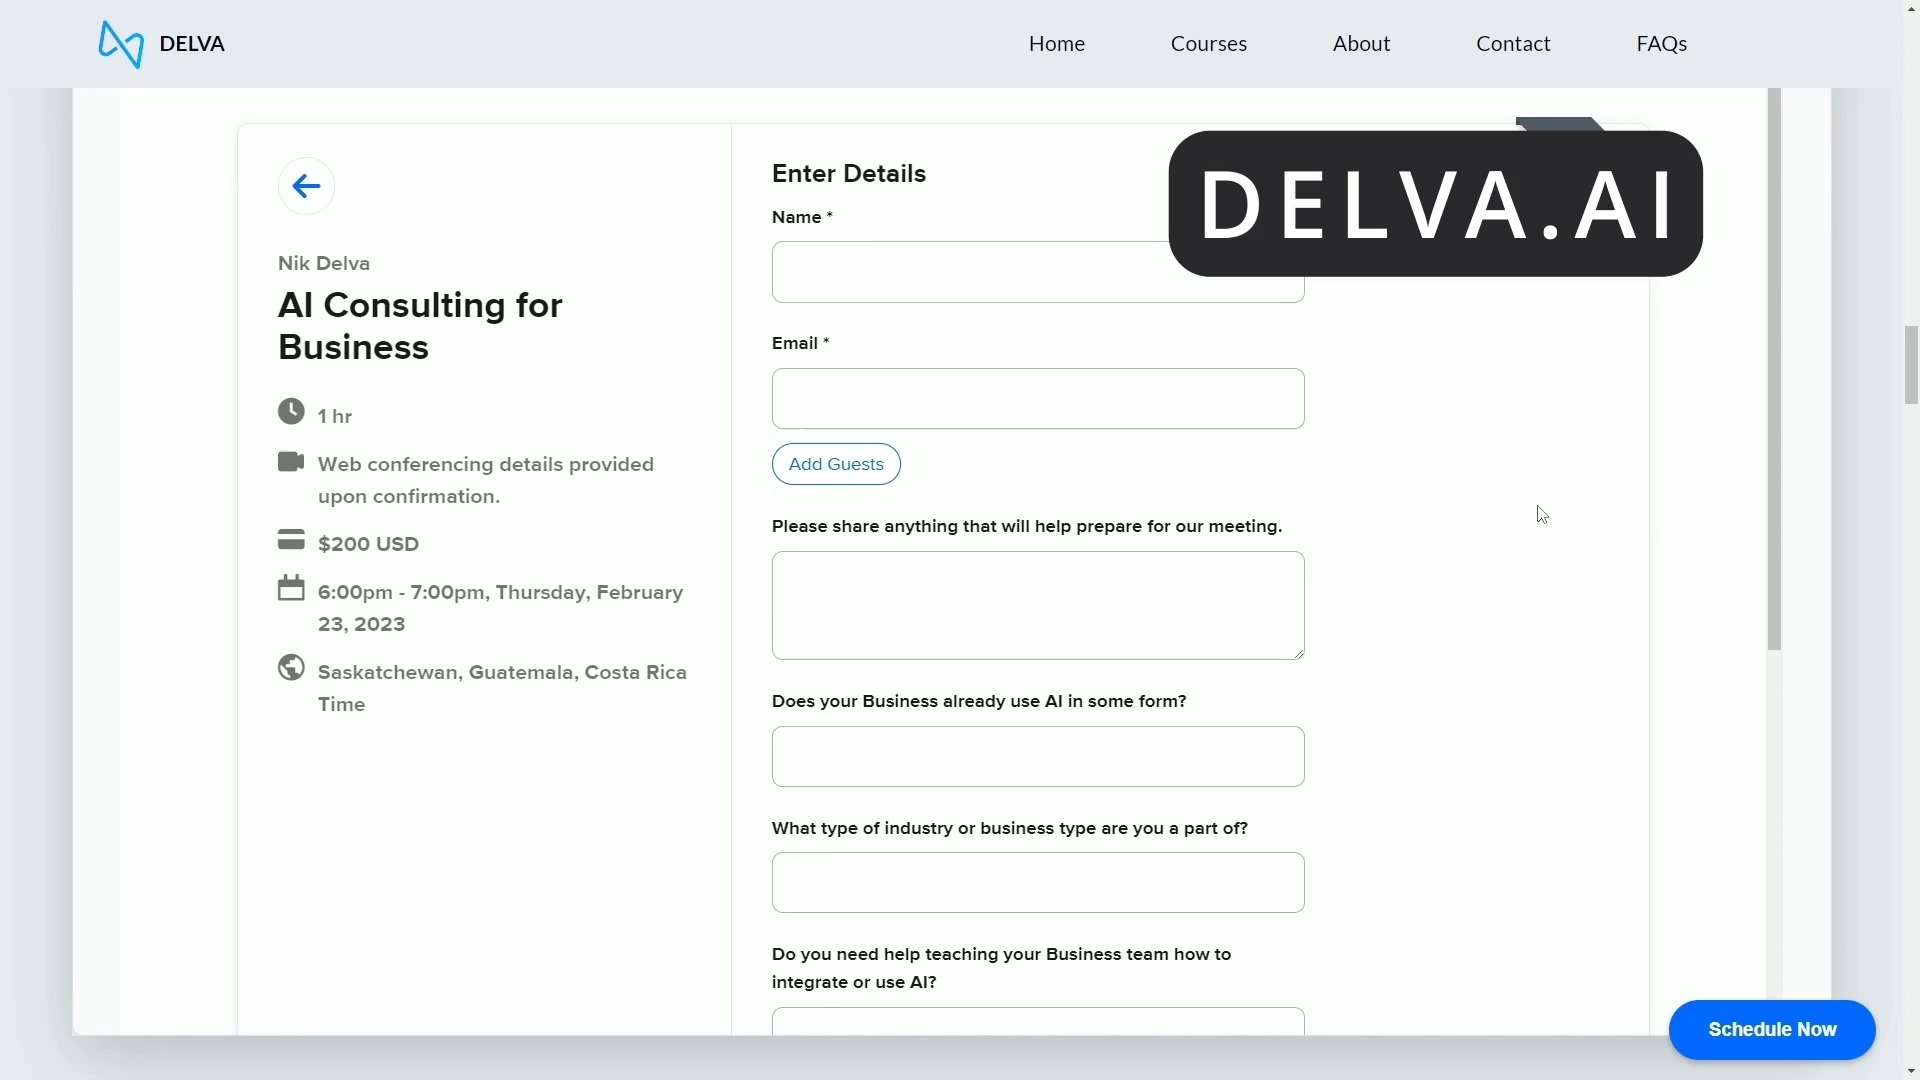 DELVA
Home
Courses
About
Contact
FAQs
DELVA.AI
Nik Delva
AI Consulting for
Business
1 hr
Web conferencing details provided
upon confirmation.
$200 USD
6:00pm - 7:00pm, Thursday, February
23, 2023
Saskatchewan, Guatemala, Costa Rica
Time
Enter Details
Name *
Email *
Add Guests
Please share anything that will help prepare for our meeting.
Does your Business already use AI in some form?
What type of industry or business type are you a part of?
Do you need help teaching your Business team how to
integrate or use AI?
Schedule Now